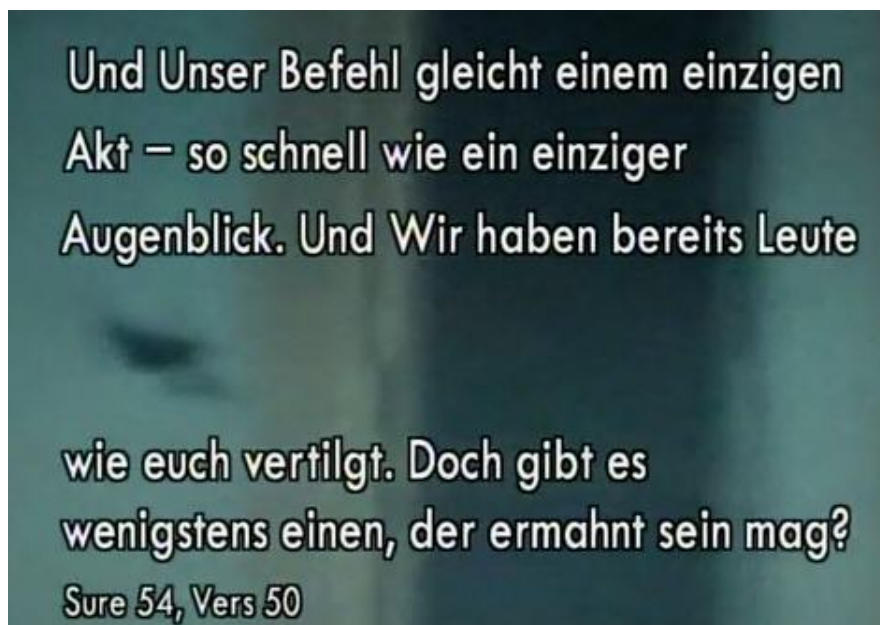 Und Unser Befehl gleicht einem einzigen
Akt – so schnell wie ein einziger
Augenblick. Und Wir haben bereits Leute
wie euch vertilgt. Doch gibt es
wenigstens einen, der ermahnt sein mag?
Sure 54, Vers 50